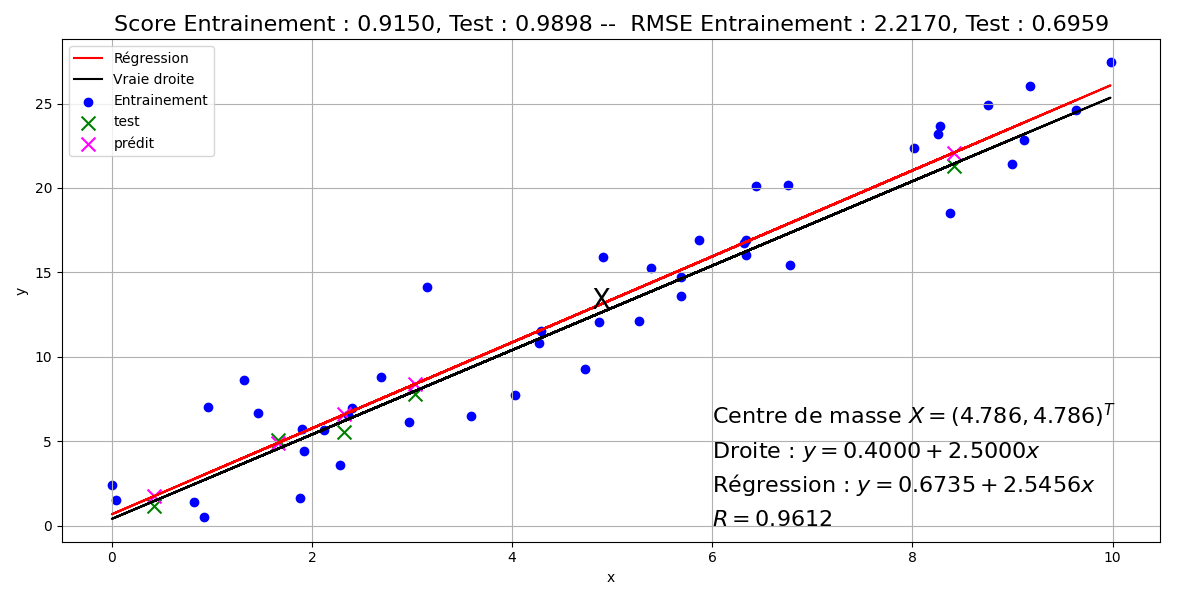 Score Entrainement : 0.9150, Test : 0.9898 --  RMSE Entrainement : 2.2170, Test : 0.6959
Régression
Vraie droite
Entrainement
test
prédit
25
20
15
10
5
0
y
X
Centre de masse X = (4.786, 4.786)^T
Droite : y = 0.4000 + 2.5000x
Régression : y = 0.6735 + 2.5456x
R = 0.9612
0 2 4 6 8 10
x